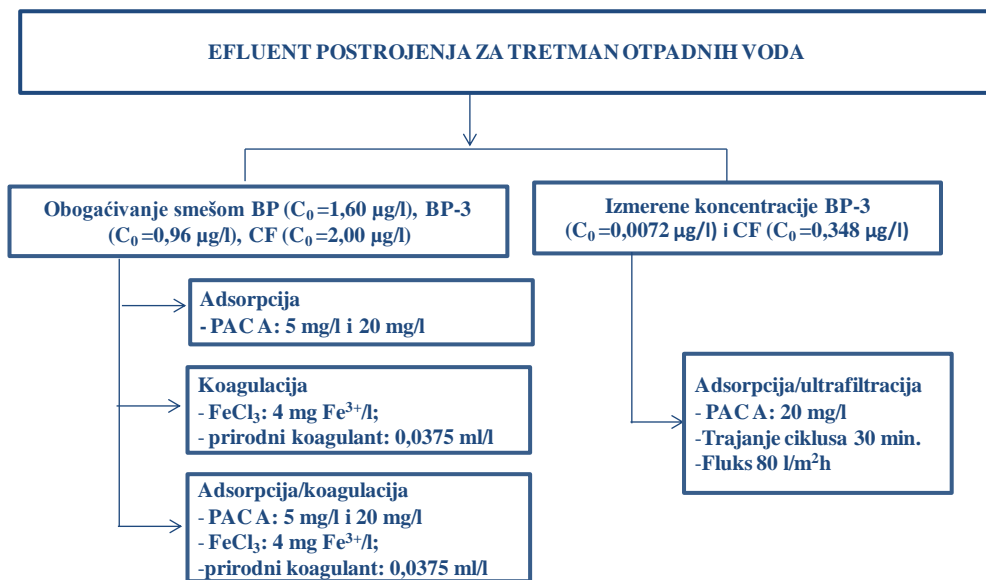 EFLUENT POSTROJENJA ZA TRETMAN OTPADNIH VODA
Obogaćivanje smešom BP (C₀=1,60 µg/l), BP-3
(C₀=0,96 µg/l), CF (C₀=2,00 µg/l)
Izmerene koncentracije BP-3
(C₀=0,0072 µg/l) i CF (C₀=0,348 µg/l)
Adsorpcija
- PAC A: 5 mg/l i 20 mg/l
Koagulacija
- FeCl₃: 4 mg Fe³⁺/l;
- prirodni koagulant: 0,0375 ml/l
Adsorpcija/koagulacija
- PAC A: 5 mg/l i 20 mg/l
- FeCl₃: 4 mg Fe³⁺/l;
-prirodni koagulant: 0,0375 ml/l
Adsorpcija/ultrafiltracija
- PAC A: 20 mg/l
-Trajanje ciklusa 30 min.
-Fluks 80 l/m²h